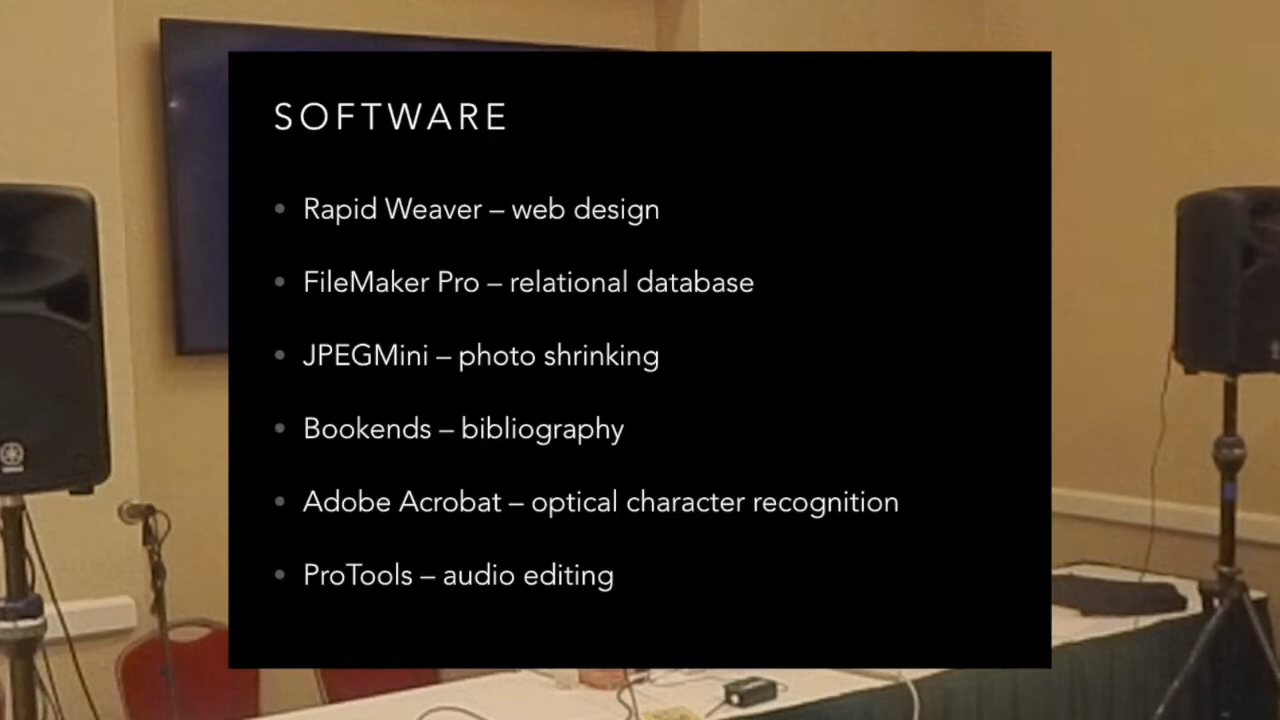 SOFTWARE
• Rapid Weaver – web design
• FileMaker Pro – relational database
• JPEGMini – photo shrinking
• Bookends – bibliography
• Adobe Acrobat – optical character recognition
• ProTools – audio editing